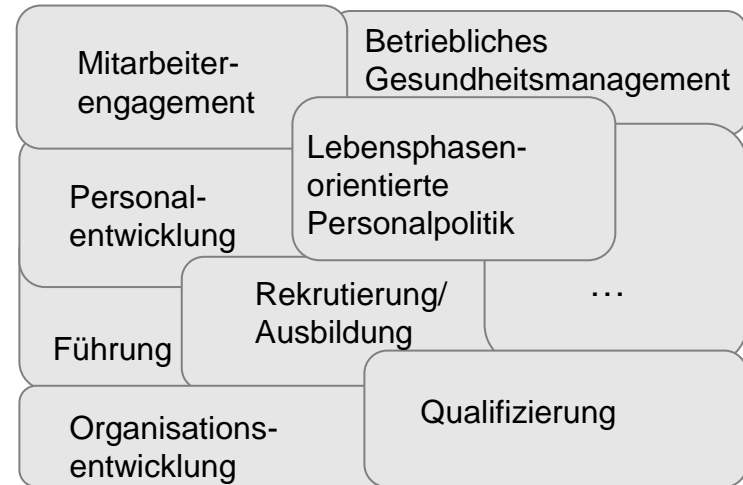 Mitarbeiter-
engagement
Betriebliches
Gesundheitsmanagement
Lebensphasen-
orientierte
Personalpolitik
Personal-
entwicklung
Rekrutierung/
Ausbildung
…
Führung
Qualifizierung
Organisations-
entwicklung